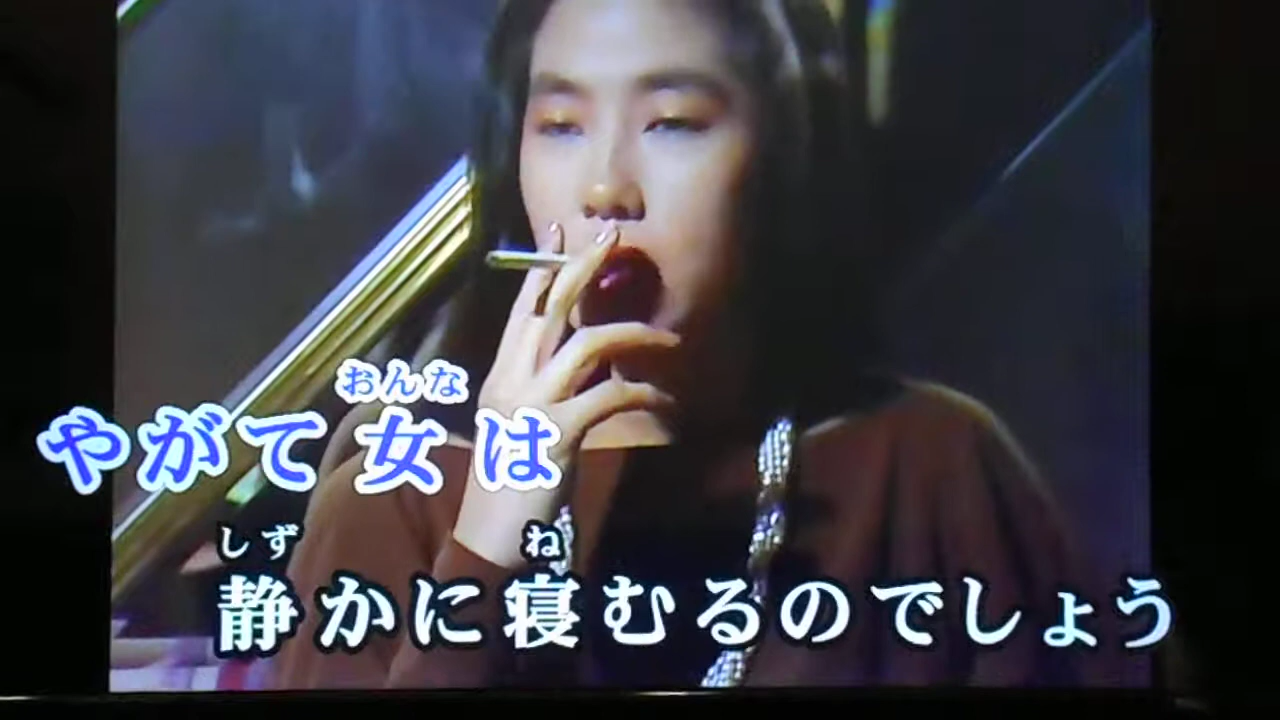 おんな
やがて女は
しず ね
静かに寝むるのでしょう